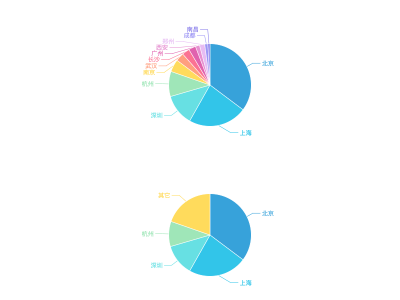 南昌
成都
郑州
西安
广州
长沙
武汉
南京
杭州
深圳
北京
上海
其它
杭州
深圳
北京
上海